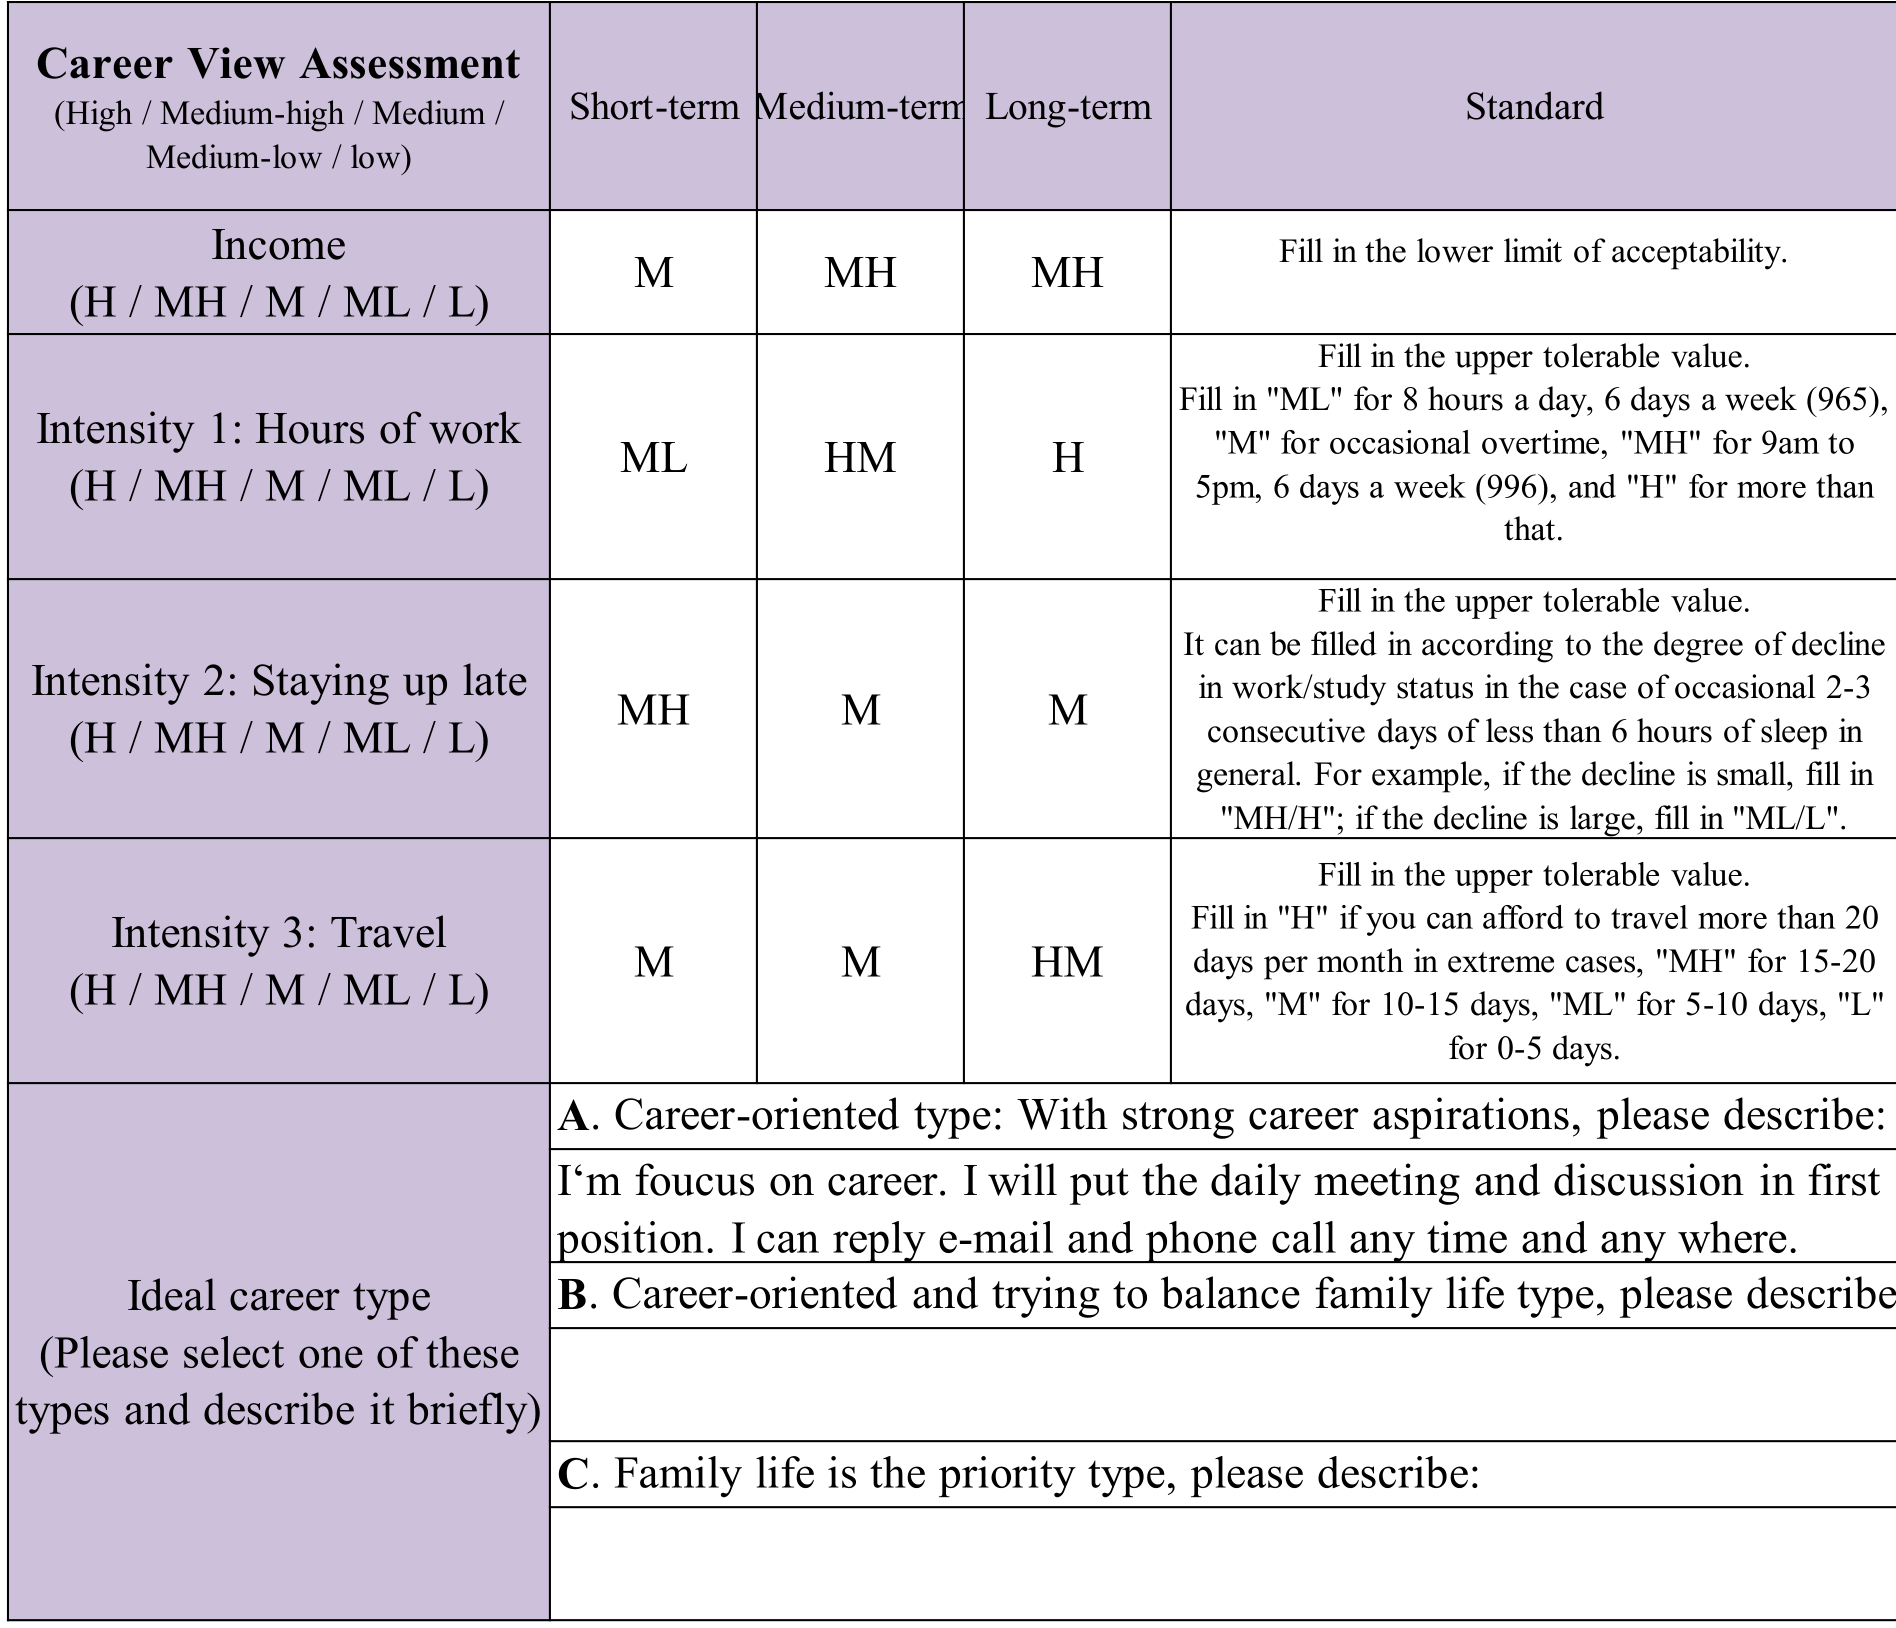 Career View Assessment
(High / Medium-high / Medium /
Medium-low / low)
Short-term
Medium-term
Long-term
Standard
Income
(H / MH / M / ML / L)
M
MH
MH
Fill in the lower limit of acceptability.
Intensity 1: Hours of work
(H / MH / M / ML / L)
ML
HM
H
Fill in the upper tolerable value.
Fill in "ML" for 8 hours a day, 6 days a week (965),
"M" for occasional overtime, "MH" for 9am to
5pm, 6 days a week (996), and "H" for more than
that.
Intensity 2: Staying up late
(H / MH / M / ML / L)
MH
M
M
Fill in the upper tolerable value.
It can be filled in according to the degree of decline
in work/study status in the case of occasional 2-3
consecutive days of less than 6 hours of sleep in
general. For example, if the decline is small, fill in
"MH/H"; if the decline is large, fill in "ML/L".
Intensity 3: Travel
(H / MH / M / ML / L)
M
M
HM
Fill in the upper tolerable value.
Fill in "H" if you can afford to travel more than 20
days per month in extreme cases, "MH" for 15-20
days, "M" for 10-15 days, "ML" for 5-10 days, "L"
for 0-5 days.
Ideal career type
(Please select one of these
types and describe it briefly)
A. Career-oriented type: With strong career aspirations, please describe:
I‘m foucus on career. I will put the daily meeting and discussion in first
position. I can reply e-mail and phone call any time and any where.
B. Career-oriented and trying to balance family life type, please describe
C. Family life is the priority type, please describe: